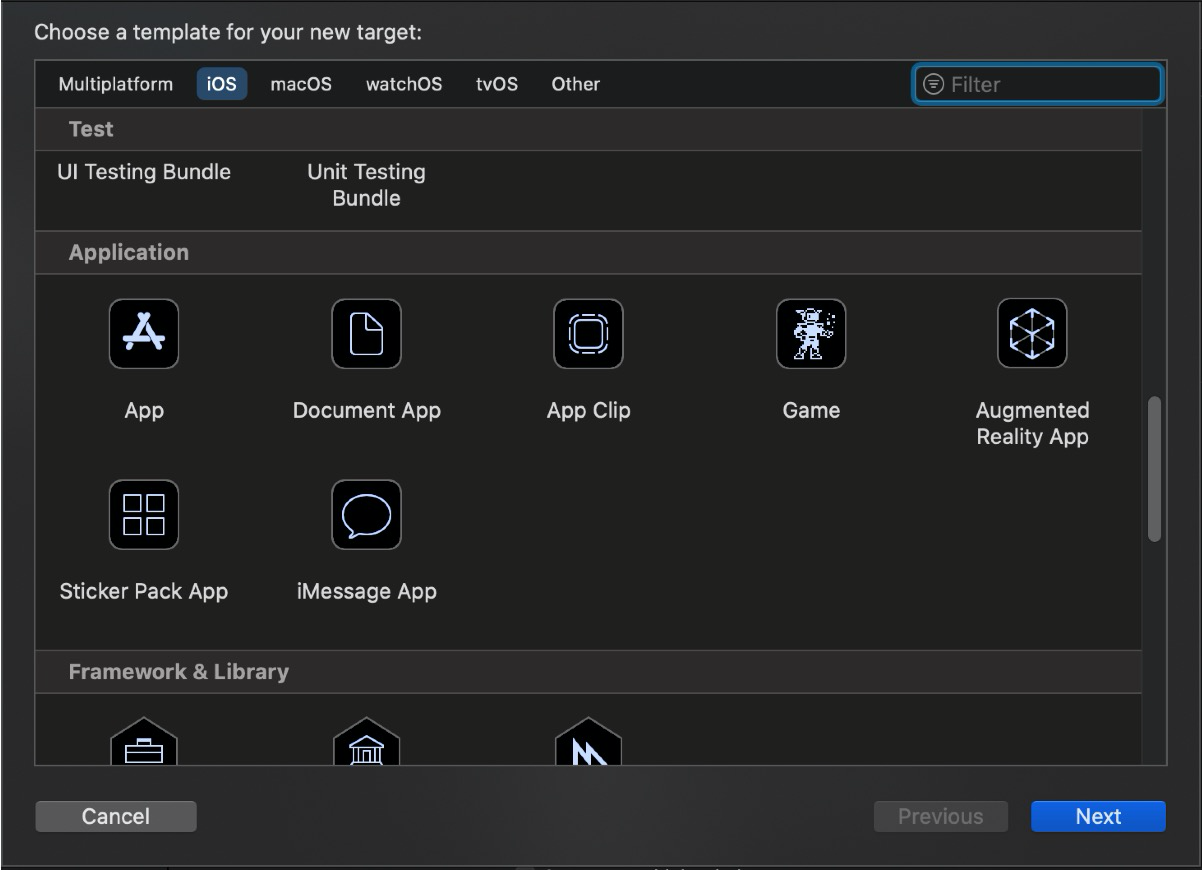 Choose a template for your new target:
Multiplatform iOS macOS watchOS tvOS Other Filter
Test
UI Testing Bundle Unit Testing
Bundle
Application
App Document App App Clip Game Augmented
Reality App
Sticker Pack App iMessage App
Framework & Library
Cancel Previous Next